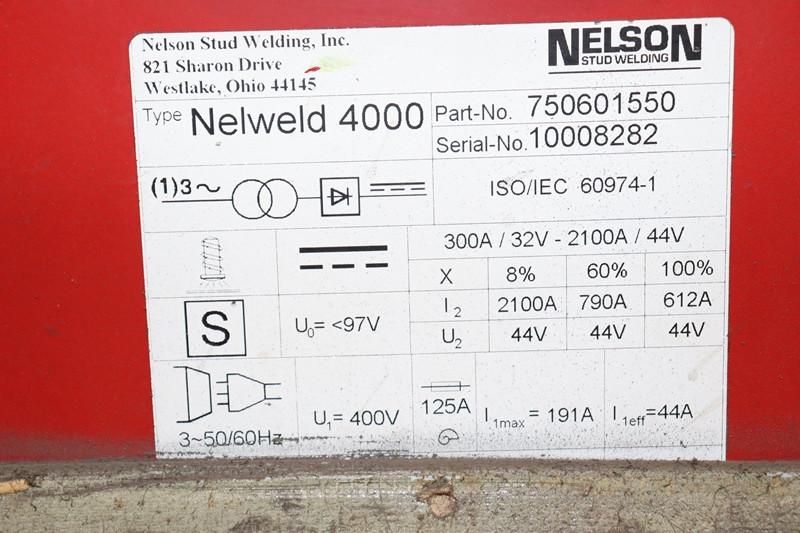 Nelson Stud Welding, Inc.
821 Sharon Drive
Westlake, Ohio 44145
NELSON
STUD WELDING
Type Nelweld 4000
Part-No. 750601550
Serial-No. 10008282
(1)3~
ISO/IEC 60974-1
300A / 32V - 2100A / 44V
X 8% 60% 100%
I2 2100A 790A 612A
U2 44V 44V 44V
S
U0= <97V
3~50/60Hz
U1= 400V
125A
I1max = 191A
I1eff=44A